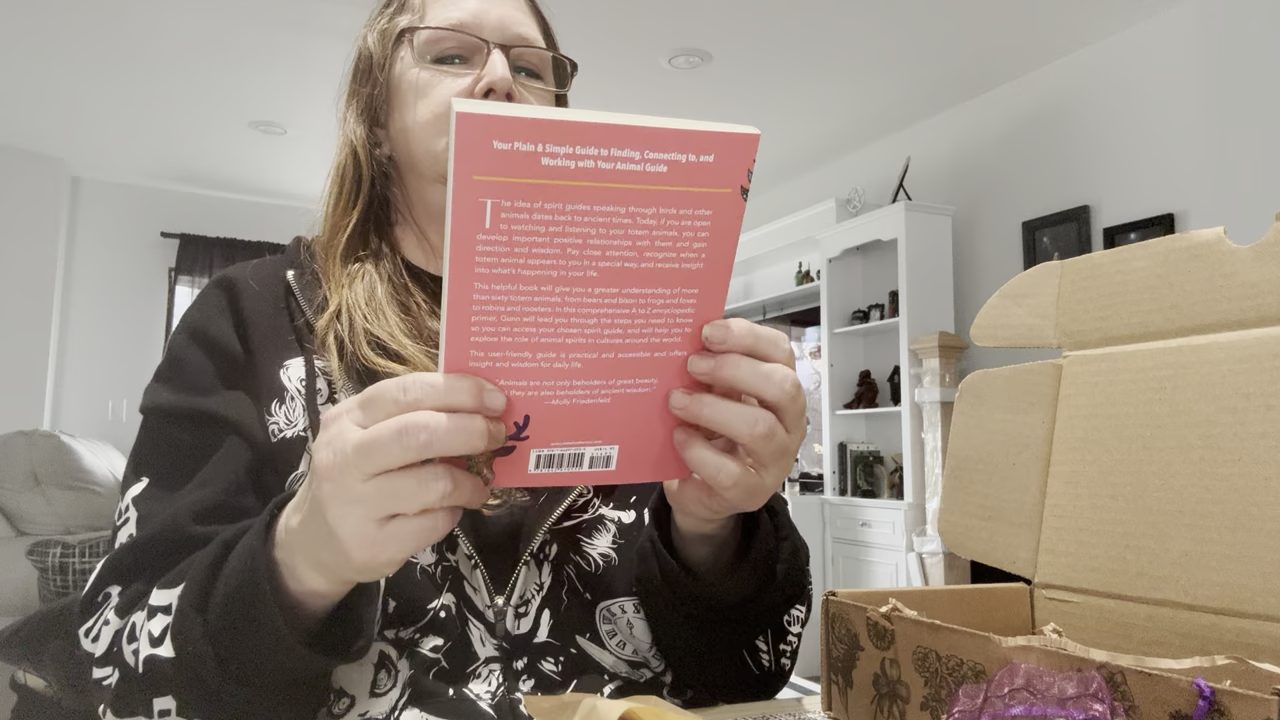 Your Plain & Simple Guide to Finding, Connecting to, and
Working with Your Animal Guide
The idea of spirit guides speaking through birds and other
animals dates back to ancient times. Today, if you are open
to watching and listening to your totem animals, you can
develop important positive relationships with them and gain
direction and wisdom. Pay close attention, recognize when a
totem animal appears to you in a special way, and receive insight
into what's happening in your life.
This helpful book will give you a greater understanding of more
than sixty totem animals, from bears and bison to frogs and foxes
to robins and roosters. In this comprehensive A to Z encyclopedic
primer, Gunn will lead you through the steps you need to know
so you can access your chosen spirit guide, and will help you to
explore the role of animal spirits in cultures around the world.
This user-friendly guide is practical and accessible and offers
insight and wisdom for daily life.
"Animals are not only beholders of great beauty,
they are also beholders of ancient wisdom."
—Molly Friedenfeld
ISBN